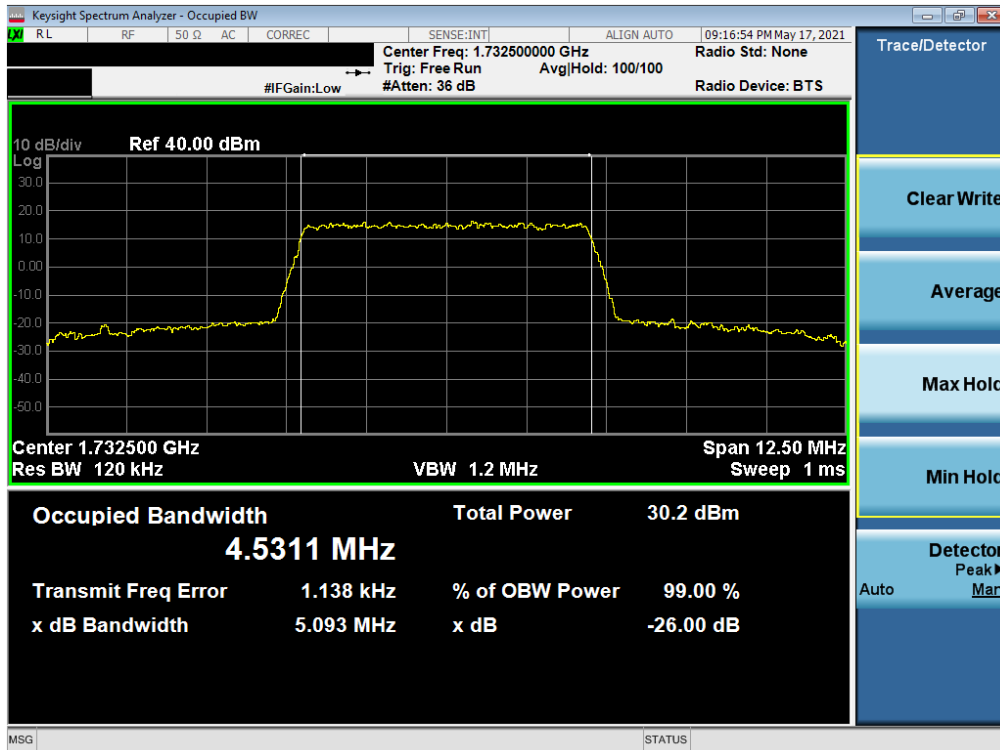 Keysight Spectrum Analyzer - Occupied BW
LXI RL RF 50 Ω AC CORREC SENSE:INT ALIGN AUTO 09:16:54 PM May 17, 2021
Center Freq: 1.732500000 GHz Radio Std: None
Trig: Free Run Avg|Hold: 100/100
#IFGain:Low #Atten: 36 dB Radio Device: BTS
Trace/Detector
10 dB/div Ref 40.00 dBm
Log
30.0
20.0
10.0
0.00
-10.0
-20.0
-30.0
-40.0
-50.0
Center 1.732500 GHz Span 12.50 MHz
Res BW 120 kHz VBW 1.2 MHz Sweep 1 ms
Occupied Bandwidth Total Power 30.2 dBm
4.5311 MHz
Transmit Freq Error 1.138 kHz % of OBW Power 99.00 %
x dB Bandwidth 5.093 MHz x dB -26.00 dB
Clear Write
Average
Max Hold
Min Hold
Detector
Peak▶
Auto Man
MSG STATUS